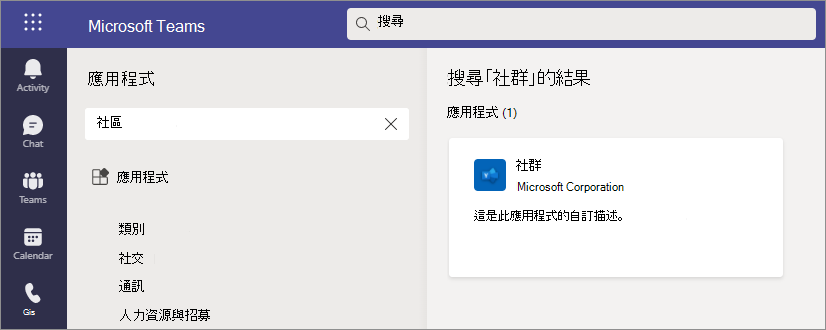 Microsoft Teams
搜尋
Activity
Chat
Teams
Calendar
Gis
應用程式
社區
應用程式
類別
社交
通訊
人力資源與招募
搜尋「社群」的結果
應用程式 (1)
社群
Microsoft Corporation
這是此應用程式的自訂描述。